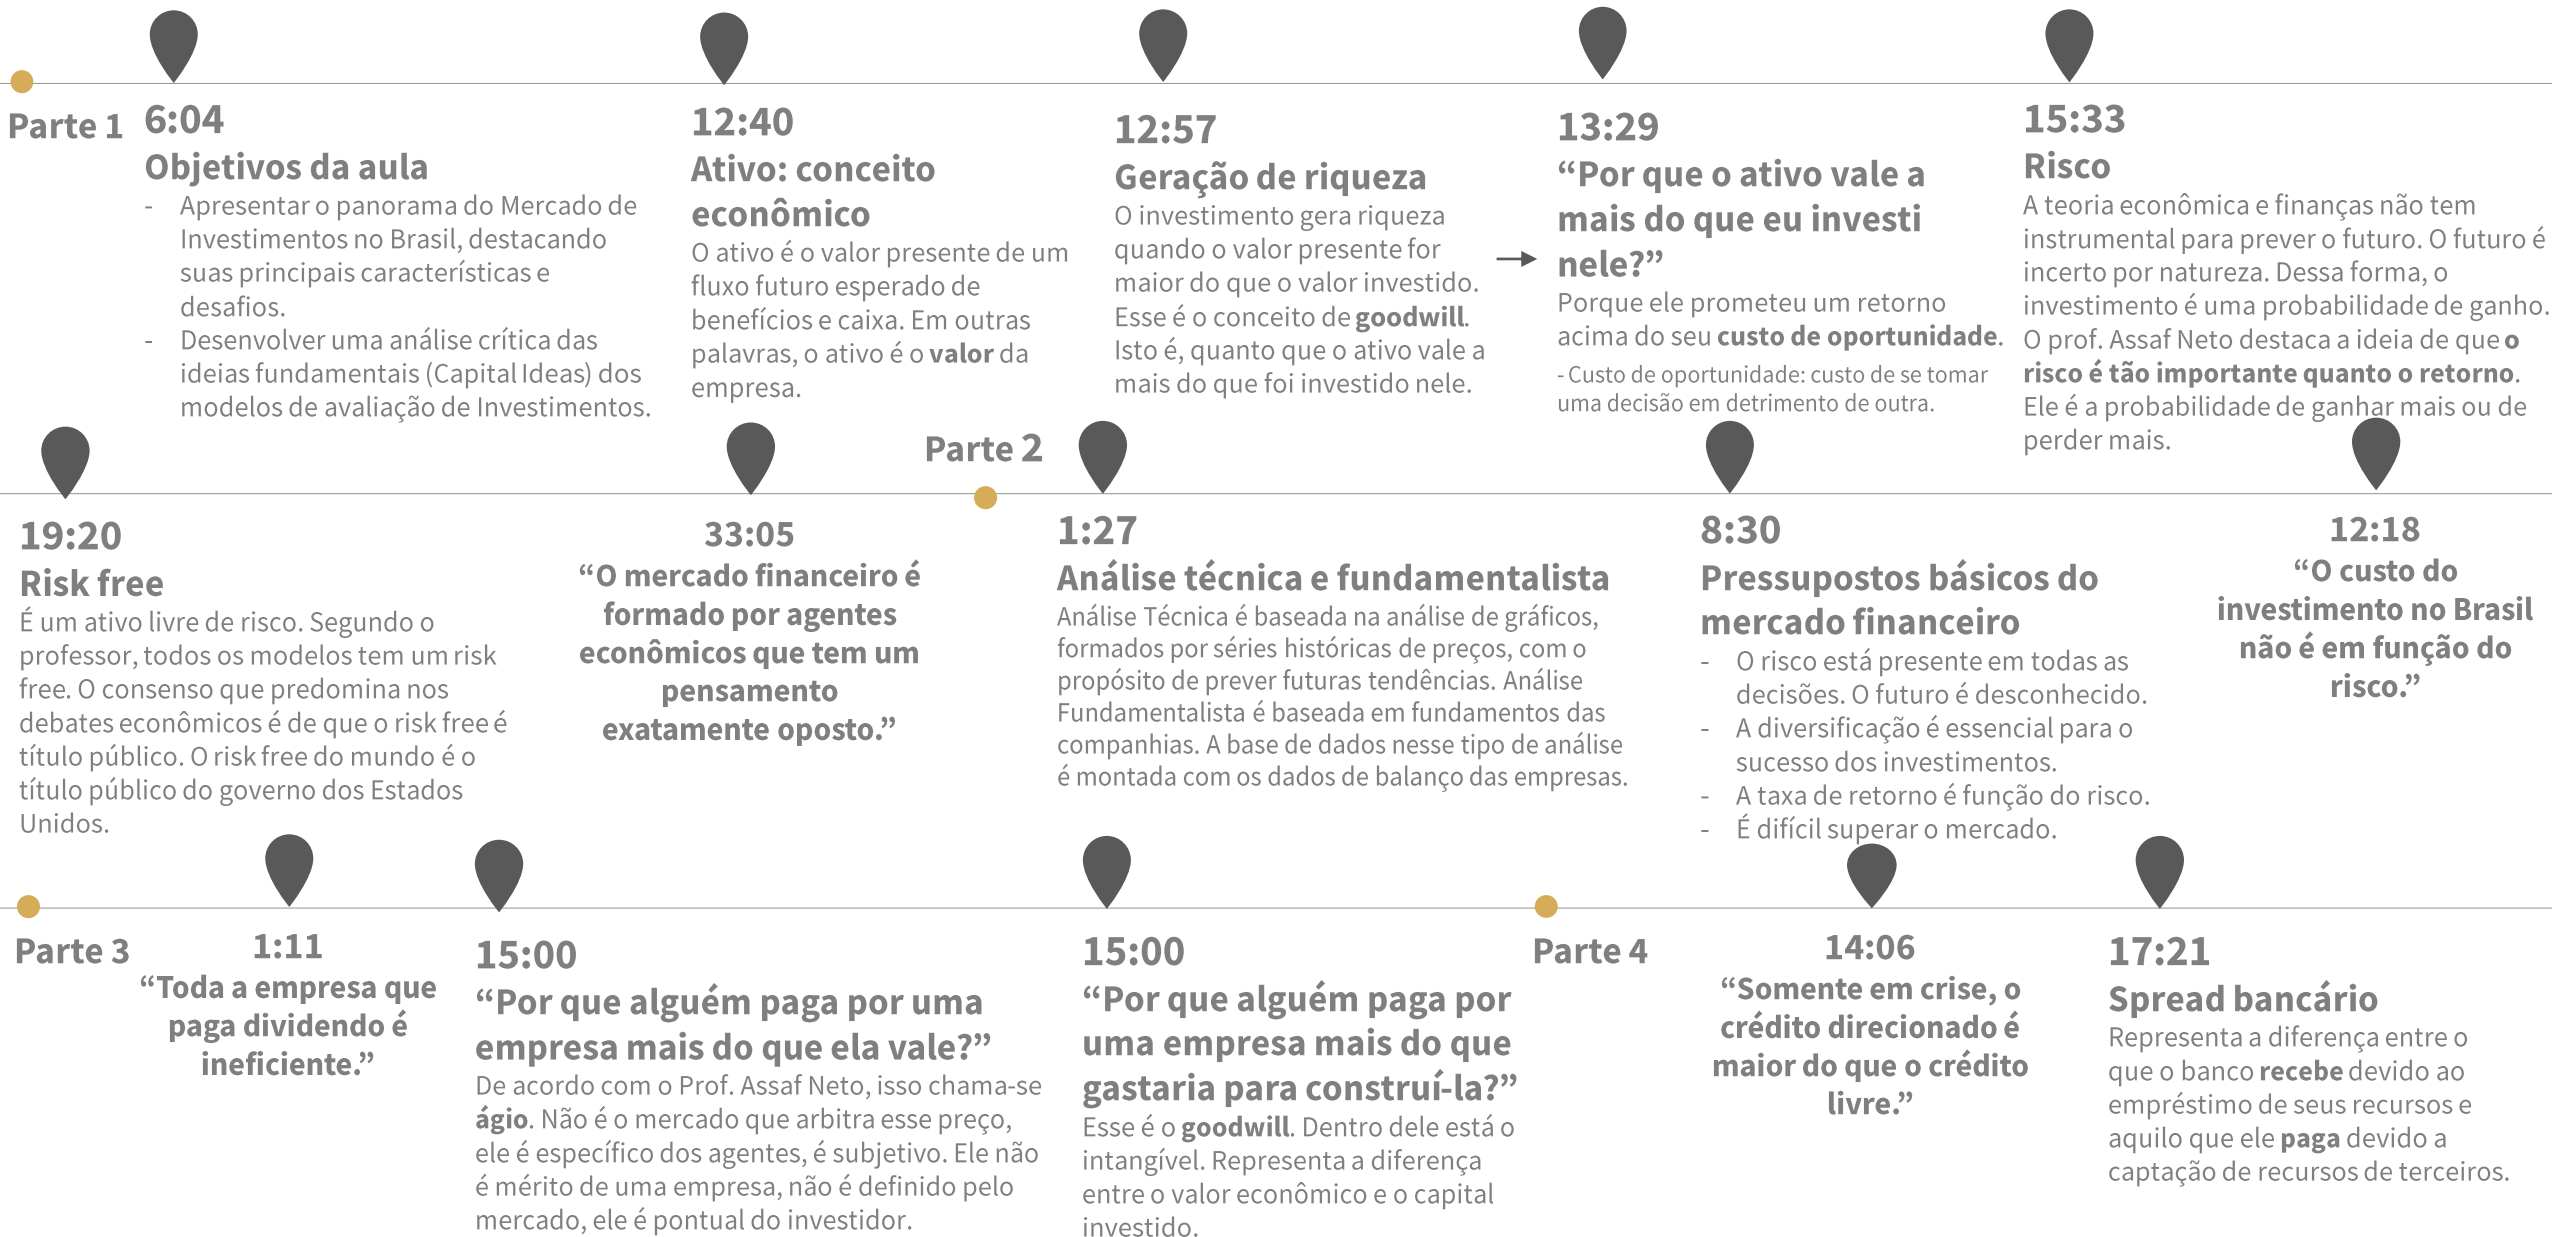 Parte 1
6:04
Objetivos da aula
- Apresentar o panorama do Mercado de
Investimentos no Brasil, destacando
suas principais características e
desafios.
- Desenvolver uma análise crítica das
ideias fundamentais (Capital Ideas) dos
modelos de avaliação de Investimentos.
12:40
Ativo: conceito
econômico
O ativo é o valor presente de um
fluxo futuro esperado de
benefícios e caixa. Em outras
palavras, o ativo é o valor da
empresa.
12:57
Geração de riqueza
O investimento gera riqueza
quando o valor presente for
maior do que o valor investido.
Esse é o conceito de goodwill.
Isto é, quanto que o ativo vale a
mais do que foi investido nele.
13:29
“Por que o ativo vale a
mais do que eu investi
nele?”
Porque ele prometeu um retorno
acima do seu custo de oportunidade.
- Custo de oportunidade: custo de se tomar
uma decisão em detrimento de outra.
15:33
Risco
A teoria econômica e finanças não tem
instrumental para prever o futuro. O futuro é
incerto por natureza. Dessa forma, o
investimento é uma probabilidade de ganho.
O prof. Assaf Neto destaca a ideia de que o
risco é tão importante quanto o retorno.
Ele é a probabilidade de ganhar mais ou de
perder mais.
19:20
Risk free
É um ativo livre de risco. Segundo o
professor, todos os modelos tem um risk
free. O consenso que predomina nos
debates econômicos é de que o risk free é
título público. O risk free do mundo é o
título público do governo dos Estados
Unidos.
33:05
“O mercado financeiro é
formado por agentes
econômicos que tem um
pensamento
exatamente oposto.”
Parte 2
1:27
Análise técnica e fundamentalista
Análise Técnica é baseada na análise de gráficos,
formados por séries históricas de preços, com o
propósito de prever futuras tendências. Análise
Fundamentalista é baseada em fundamentos das
companhias. A base de dados nesse tipo de análise
é montada com os dados de balanço das empresas.
8:30
Pressupostos básicos do
mercado financeiro
- O risco está presente em todas as
decisões. O futuro é desconhecido.
- A diversificação é essencial para o
sucesso dos investimentos.
- A taxa de retorno é função do risco.
- É difícil superar o mercado.
12:18
“O custo do
investimento no Brasil
não é em função do
risco.”
Parte 3
1:11
“Toda a empresa que
paga dividendo é
ineficiente.”
15:00
“Por que alguém paga por uma
empresa mais do que ela vale?”
De acordo com o Prof. Assaf Neto, isso chama-se
ágio. Não é o mercado que arbitra esse preço,
ele é específico dos agentes, é subjetivo. Ele não
é mérito de uma empresa, não é definido pelo
mercado, ele é pontual do investidor.
15:00
“Por que alguém paga por
uma empresa mais do que
gastaria para construí-la?”
Esse é o goodwill. Dentro dele está o
intangível. Representa a diferença
entre o valor econômico e o capital
investido.
Parte 4
14:06
“Somente em crise, o
crédito direcionado é
maior do que o crédito
livre.”
17:21
Spread bancário
Representa a diferença entre o
que o banco recebe devido ao
empréstimo de seus recursos e
aquilo que ele paga devido a
captação de recursos de terceiros.